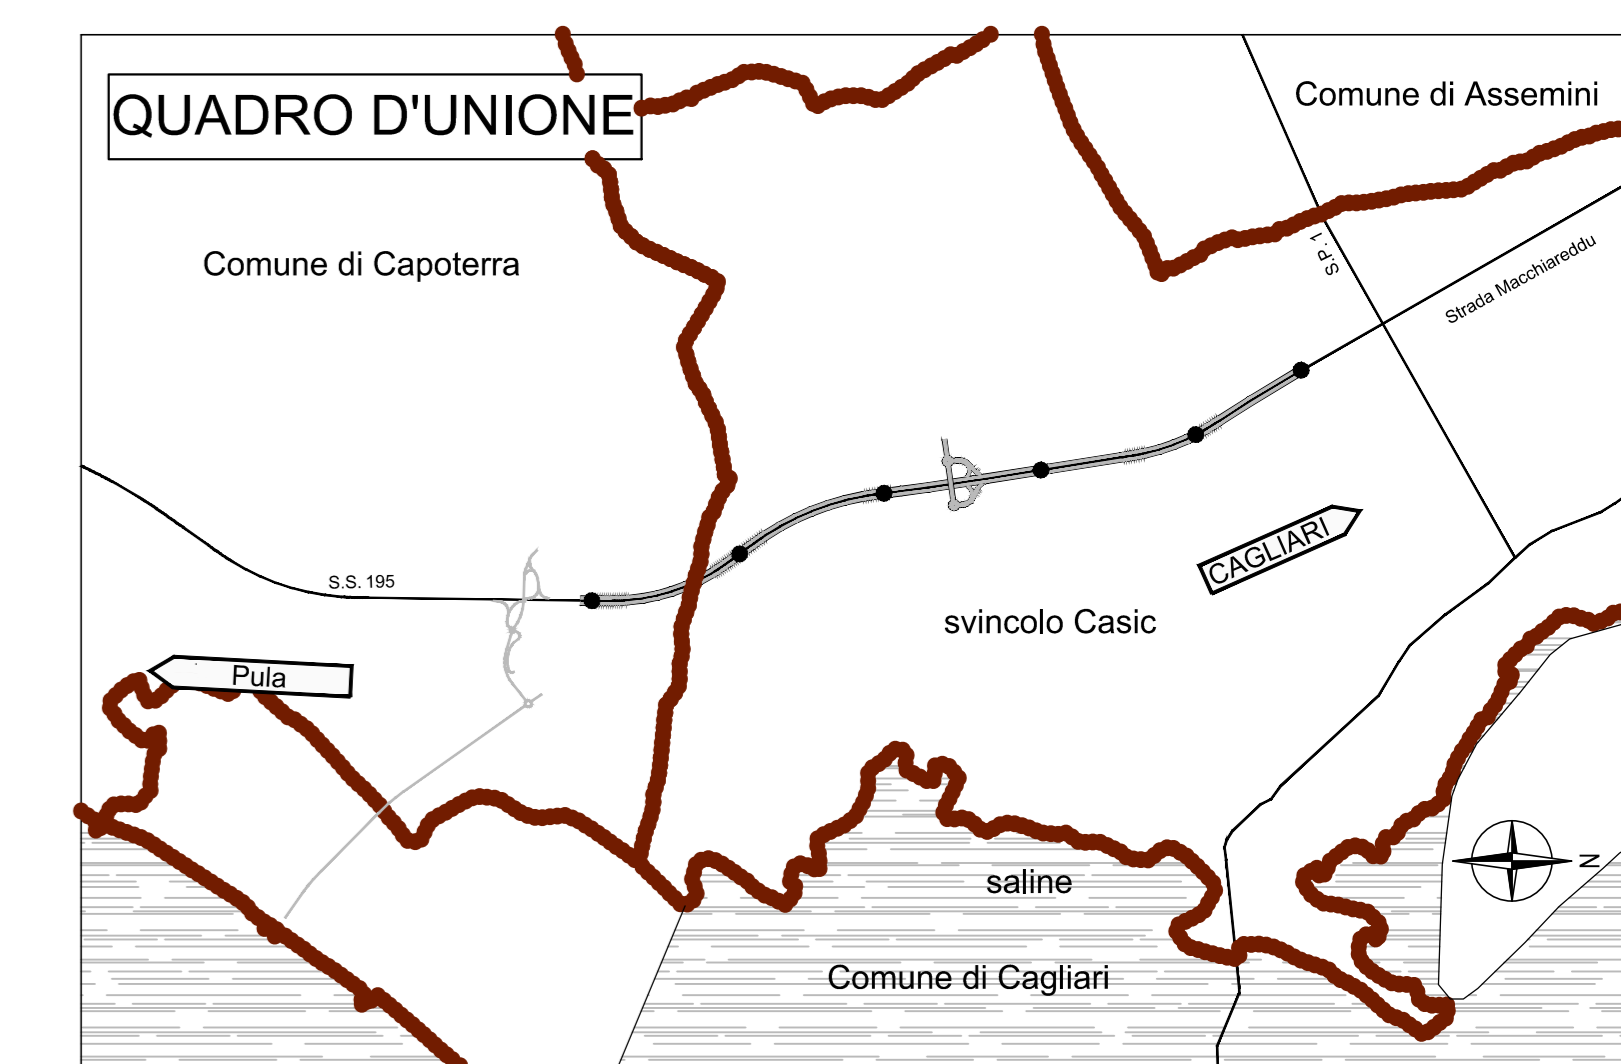 QUADRO D'UNIONE
Comune di Assemini
Comune di Capoterra
S.P. 1
Strada Macchiareddu
CAGLIARI
S.S. 195
svincolo Casic
Pula
N
saline
Comune di Cagliari